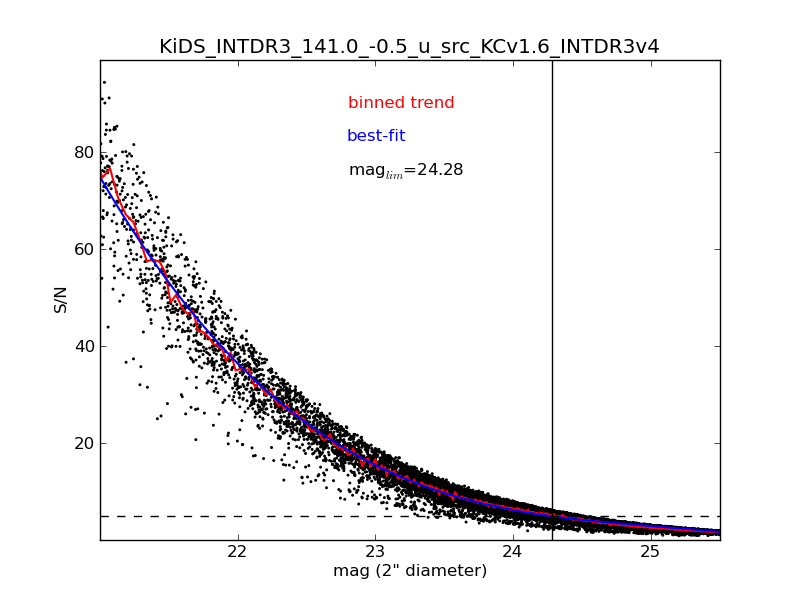 KiDS_INTDR3_141.0_-0.5_u_src_KCv1.6_INTDR3v4
binned trend
best-fit
mag_lim=24.28
S/N
80
60
40
20
22 23 24 25
mag (2" diameter)